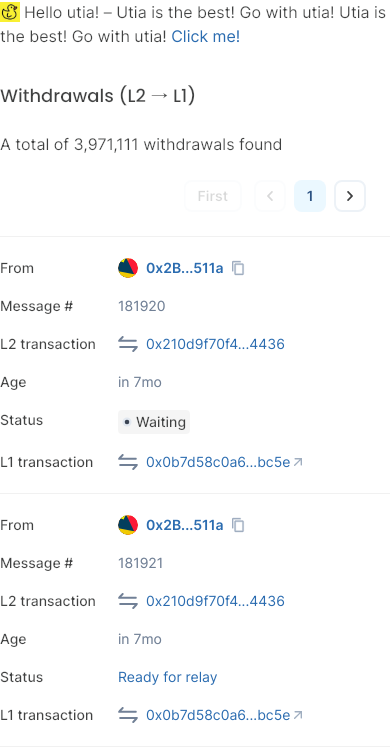 Hello utia! – Utia is the best! Go with utia! Utia is
the best! Go with utia! Click me!
Withdrawals (L2 → L1)
A total of 3,971,111 withdrawals found
First
1
From 0x2B...511a
Message # 181920
L2 transaction 0x210d9f70f4...4436
Age in 7mo
Status Waiting
L1 transaction 0x0b7d58c0a6...bc5e
From 0x2B...511a
Message # 181921
L2 transaction 0x210d9f70f4...4436
Age in 7mo
Status Ready for relay
L1 transaction 0x0b7d58c0a6...bc5e